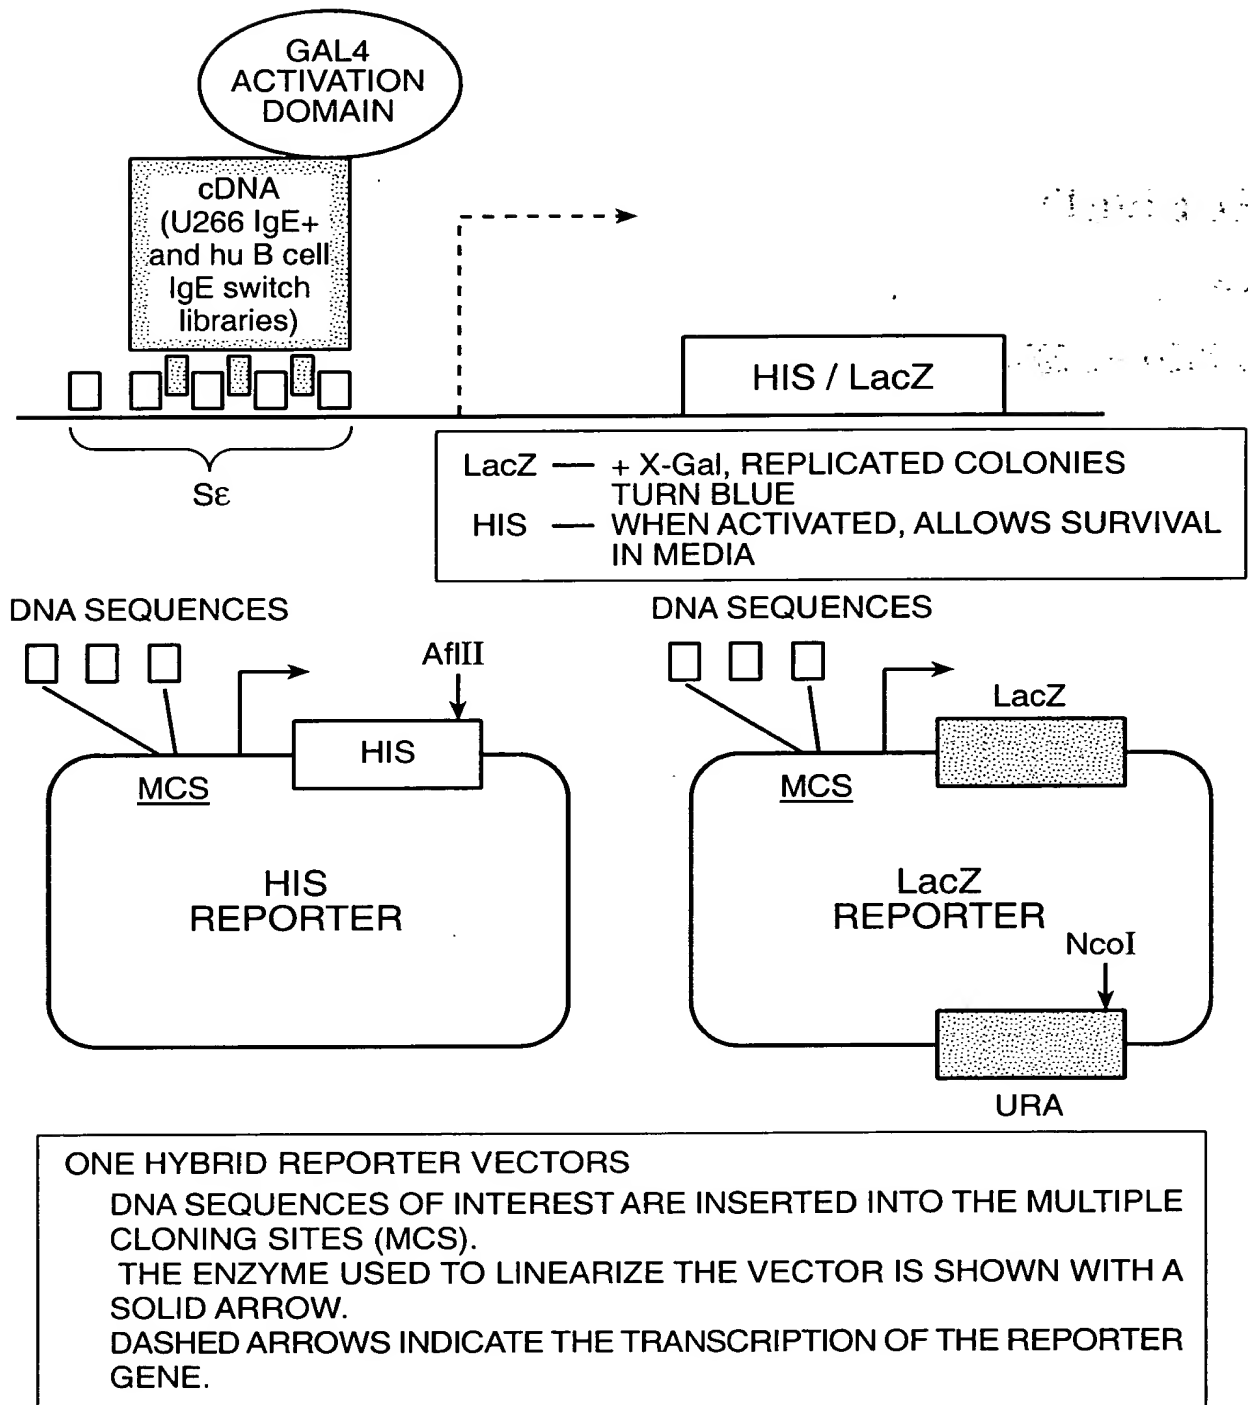 GAL4
ACTIVATION
DOMAIN
cDNA
(U266 IgE+
and hu B cell
IgE switch
libraries)
HIS / LacZ
Sε
LacZ — + X-Gal, REPLICATED COLONIES
TURN BLUE
HIS — WHEN ACTIVATED, ALLOWS SURVIVAL
IN MEDIA
DNA SEQUENCES
AflII
HIS
MCS
HIS
REPORTER
DNA SEQUENCES
LacZ
MCS
LacZ
REPORTER
NcoI
URA
ONE HYBRID REPORTER VECTORS
DNA SEQUENCES OF INTEREST ARE INSERTED INTO THE MULTIPLE
CLONING SITES (MCS).
THE ENZYME USED TO LINEARIZE THE VECTOR IS SHOWN WITH A
SOLID ARROW.
DASHED ARROWS INDICATE THE TRANSCRIPTION OF THE REPORTER
GENE.